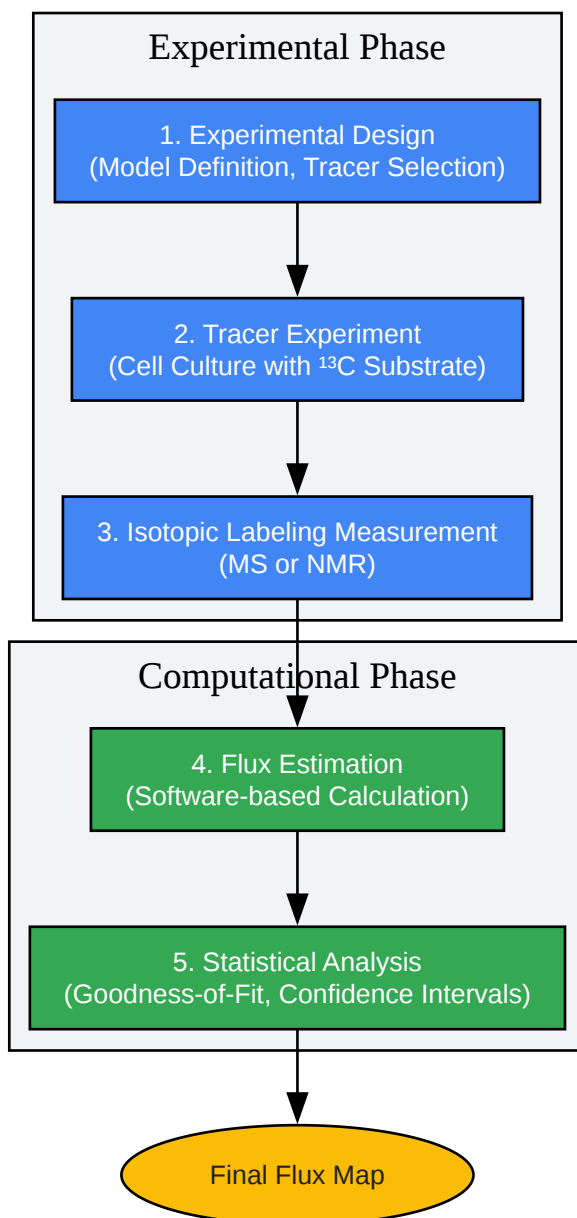 Experimental Phase
1. Experimental Design
(Model Definition, Tracer Selection)
2. Tracer Experiment
(Cell Culture with ¹³C Substrate)
3. Isotopic Labeling Measurement
(MS or NMR)
Computational Phase
4. Flux Estimation
(Software-based Calculation)
5. Statistical Analysis
(Goodness-of-Fit, Confidence Intervals)
Final Flux Map